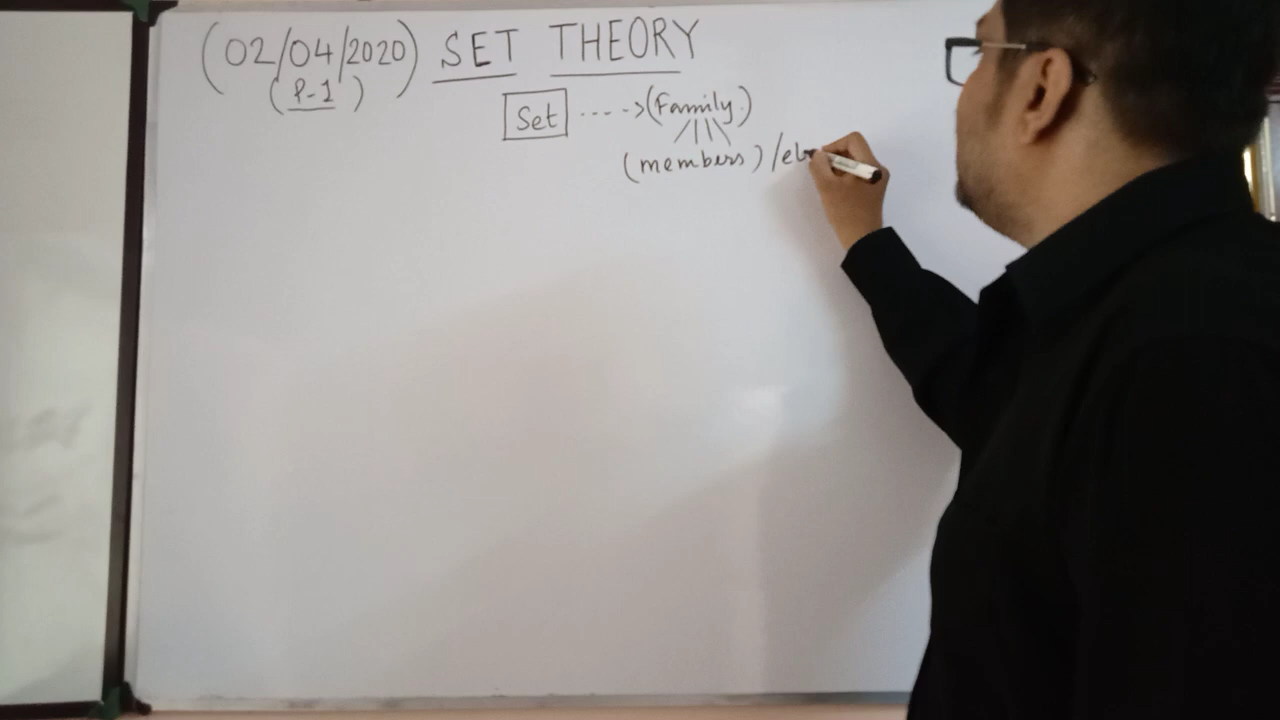 (02/04/2020) SET THEORY
(P-1)
Set ----->(Family)
(members) / ele